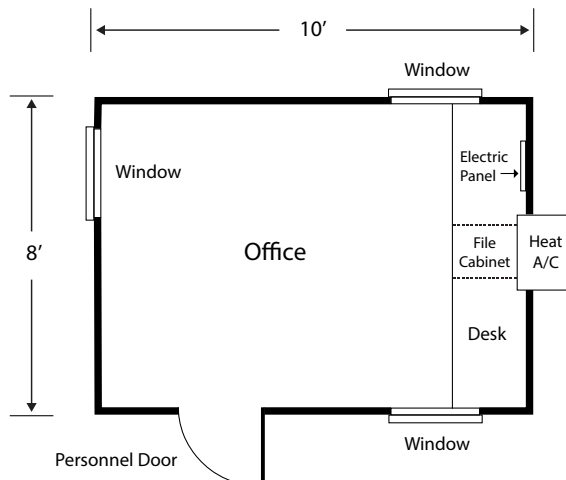 10’
Window
Electric
Panel
Window
8’
Office
File
Cabinet
Heat
A/C
Desk
Window
Personnel Door